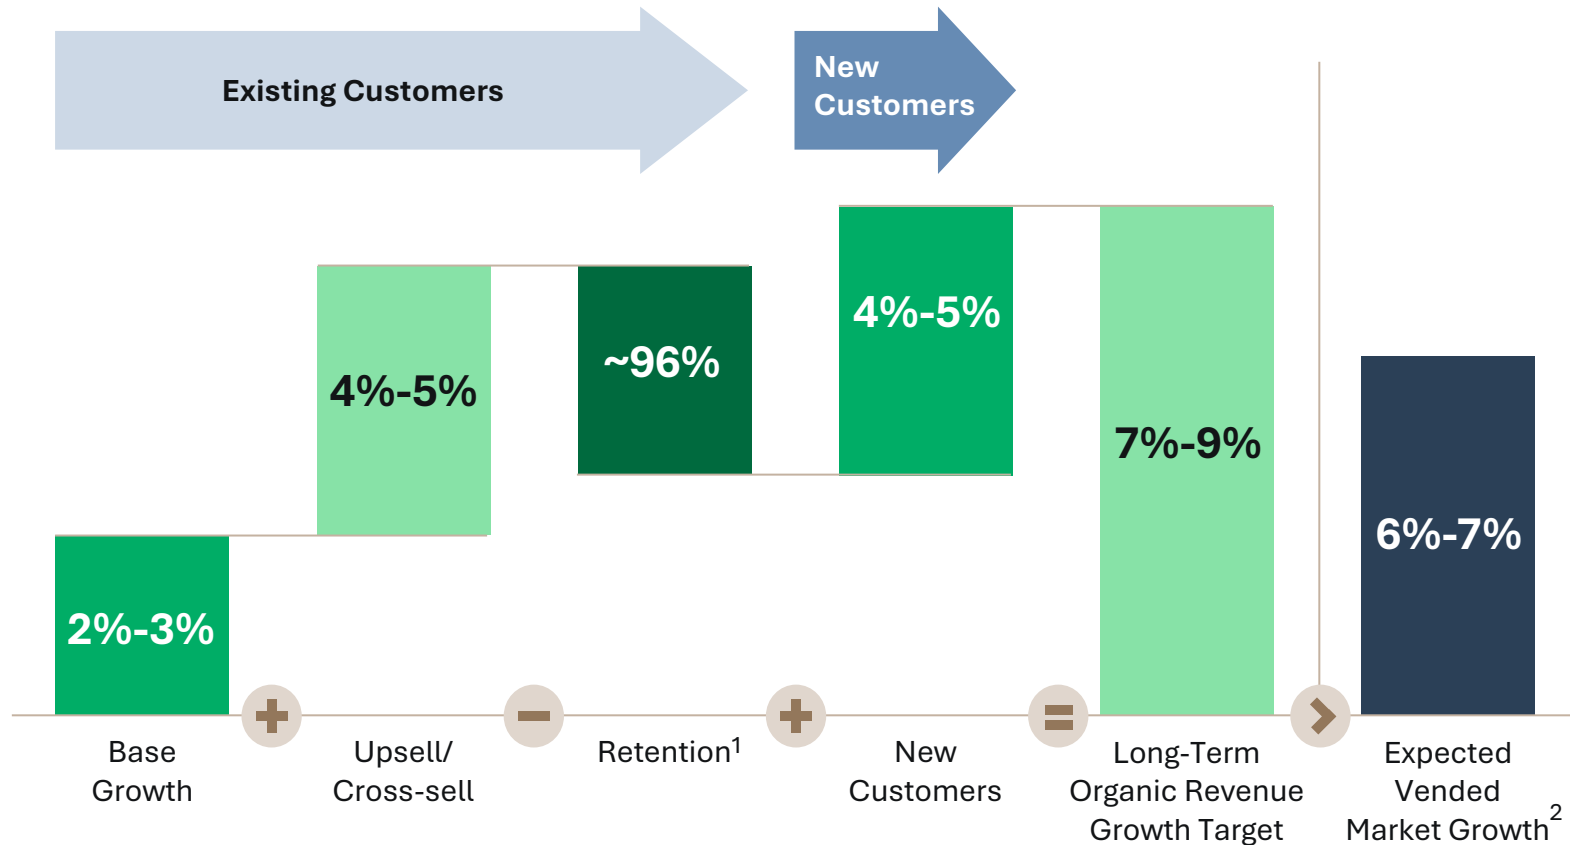 Existing Customers
New
Customers
2%-3%
4%-5%
~96%
4%-5%
7%-9%
6%-7%
Base
Growth
Upsell/
Cross-sell
Retention¹
New
Customers
Long-Term
Organic Revenue
Growth Target
Expected
Vended
Market Growth²